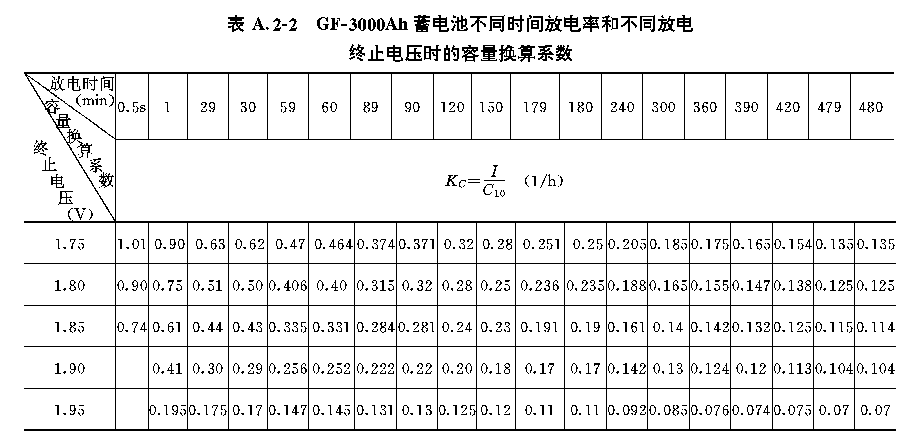 表 A.2-2 GF-3000Ah 蓄电池不同时间放电率和不同放电
终止电压时的容量换算系数
放电时间(min) 容量换算系数 终止电压(V) 0.5s 1 29 30 59 60 89 90 120 150 179 180 240 300 360 390 420 479 480
K_C=I/C_10 (1/h)
1.75 1.01 0.90 0.63 0.62 0.47 0.464 0.374 0.371 0.32 0.28 0.251 0.25 0.205 0.185 0.175 0.165 0.154 0.135 0.135
1.80 0.90 0.75 0.51 0.50 0.406 0.40 0.315 0.32 0.28 0.25 0.236 0.235 0.188 0.165 0.155 0.147 0.138 0.125 0.125
1.85 0.74 0.61 0.44 0.43 0.335 0.331 0.284 0.281 0.24 0.23 0.191 0.19 0.161 0.14 0.142 0.132 0.125 0.115 0.114
1.90 0.41 0.30 0.29 0.256 0.252 0.222 0.22 0.20 0.18 0.17 0.17 0.142 0.13 0.124 0.12 0.113 0.104 0.104
1.95 0.195 0.175 0.17 0.147 0.145 0.131 0.13 0.125 0.12 0.11 0.11 0.092 0.085 0.076 0.074 0.075 0.07 0.07